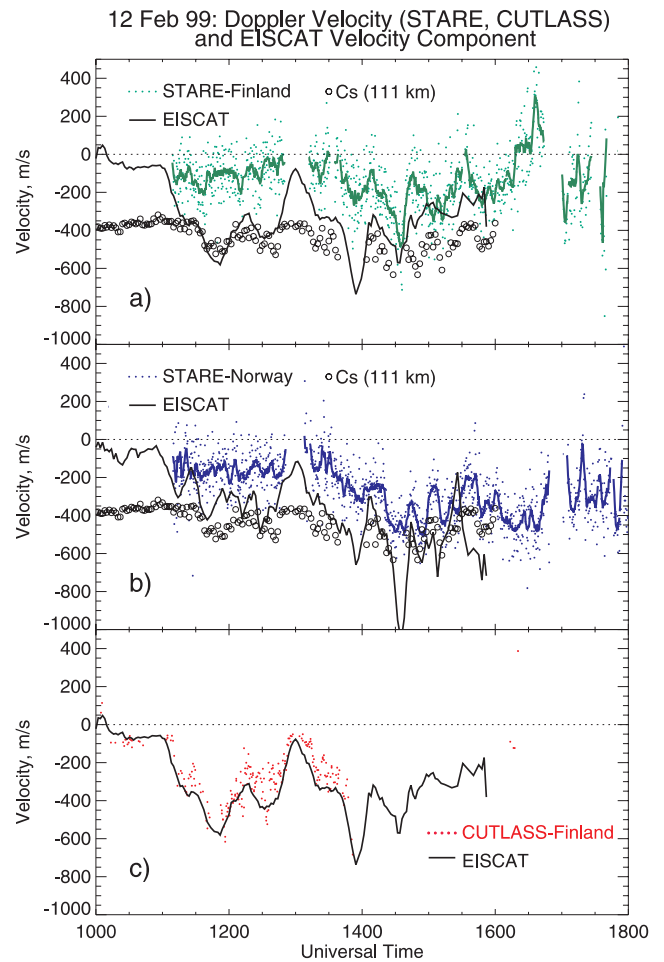 12 Feb 99: Doppler Velocity (STARE, CUTLASS)
and EISCAT Velocity Component
400
200
0
-200
-400
-600
-800
-1000
Velocity, m/s
STARE-Finland
Cs (111 km)
EISCAT
a)
400
200
0
-200
-400
-600
-800
-1000
Velocity, m/s
STARE-Norway
Cs (111 km)
EISCAT
b)
400
200
0
-200
-400
-600
-800
-1000
Velocity, m/s
CUTLASS-Finland
EISCAT
c)
1000
1200
1400
1600
1800
Universal Time